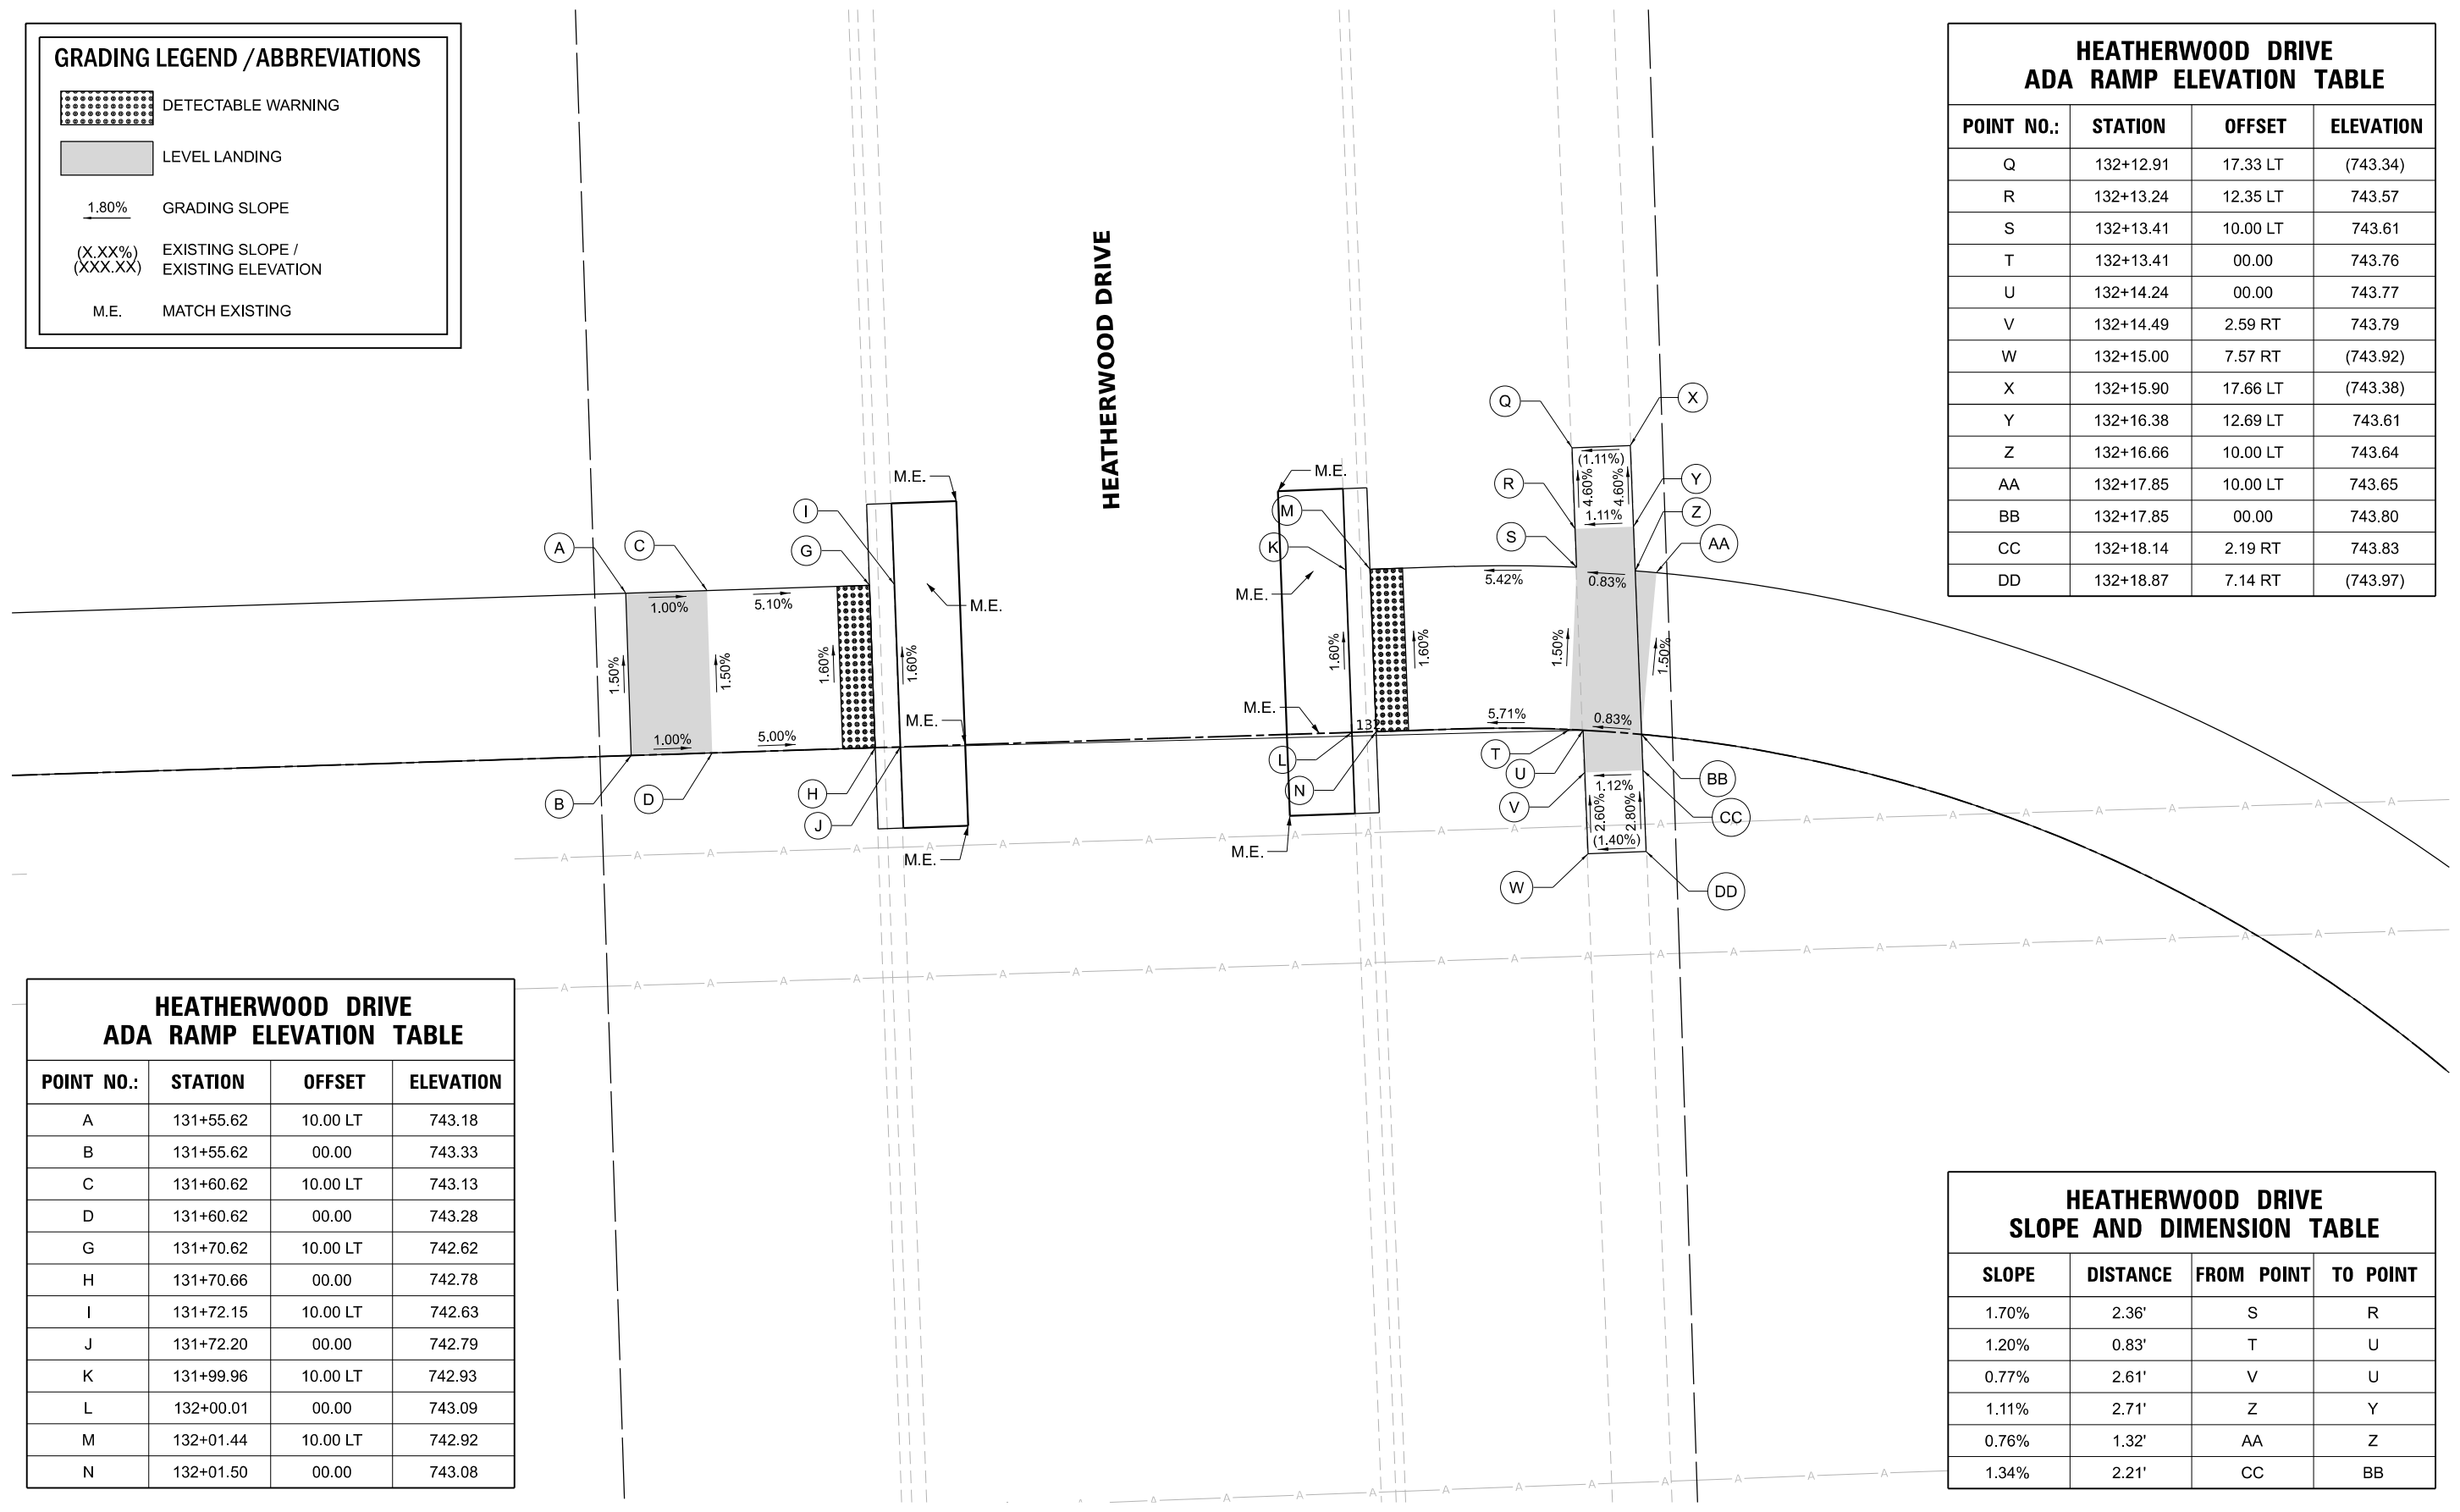 GRADING LEGEND / ABBREVIATIONS
DETECTABLE WARNING
LEVEL LANDING
1.80% GRADING SLOPE
(X.XX%) EXISTING SLOPE /
(XXX.XX) EXISTING ELEVATION
M.E. MATCH EXISTING
HEATHERWOOD DRIVE
ADA RAMP ELEVATION TABLE
POINT NO.: STATION OFFSET ELEVATION
Q 132+12.91 17.33 LT (743.34)
R 132+13.24 12.35 LT 743.57
S 132+13.41 10.00 LT 743.61
T 132+13.41 00.00 743.76
U 132+14.24 00.00 743.77
V 132+14.49 2.59 RT 743.79
W 132+15.00 7.57 RT (743.92)
X 132+15.90 17.66 LT (743.38)
Y 132+16.38 12.69 LT 743.61
Z 132+16.66 10.00 LT 743.64
AA 132+17.85 10.00 LT 743.65
BB 132+17.85 00.00 743.80
CC 132+18.14 2.19 RT 743.83
DD 132+18.87 7.14 RT (743.97)
HEATHERWOOD DRIVE
Q
X
(1.11%)
M.E.
M.E.
4.60%
4.60%
R
Y
I
M
1.11%
Z
S
A
C
G
K
AA
5.42%
0.83%
1.00%
5.10%
M.E.
M.E.
1.50%
1.50%
1.60%
1.60%
1.60%
1.60%
1.50%
1.50%
M.E.
M.E.
132
5.71%
0.83%
1.00%
5.00%
L
T
U
BB
B
D
H
J
N
V
1.12%
2.60%
2.80%
CC
(1.40%)
M.E.
M.E.
W
DD
A A A A A A A A A A A A A A A A A A A A A A A A A
A A A A A A A A A A A A A A A A A A A A A A A A A
A A A A A A A A A A A A
HEATHERWOOD DRIVE
ADA RAMP ELEVATION TABLE
POINT NO.: STATION OFFSET ELEVATION
A 131+55.62 10.00 LT 743.18
B 131+55.62 00.00 743.33
C 131+60.62 10.00 LT 743.13
D 131+60.62 00.00 743.28
G 131+70.62 10.00 LT 742.62
H 131+70.66 00.00 742.78
I 131+72.15 10.00 LT 742.63
J 131+72.20 00.00 742.79
K 131+99.96 10.00 LT 742.93
L 132+00.01 00.00 743.09
M 132+01.44 10.00 LT 742.92
N 132+01.50 00.00 743.08
HEATHERWOOD DRIVE
SLOPE AND DIMENSION TABLE
SLOPE DISTANCE FROM POINT TO POINT
1.70% 2.36' S R
1.20% 0.83' T U
0.77% 2.61' V U
1.11% 2.71' Z Y
0.76% 1.32' AA Z
1.34% 2.21' CC BB